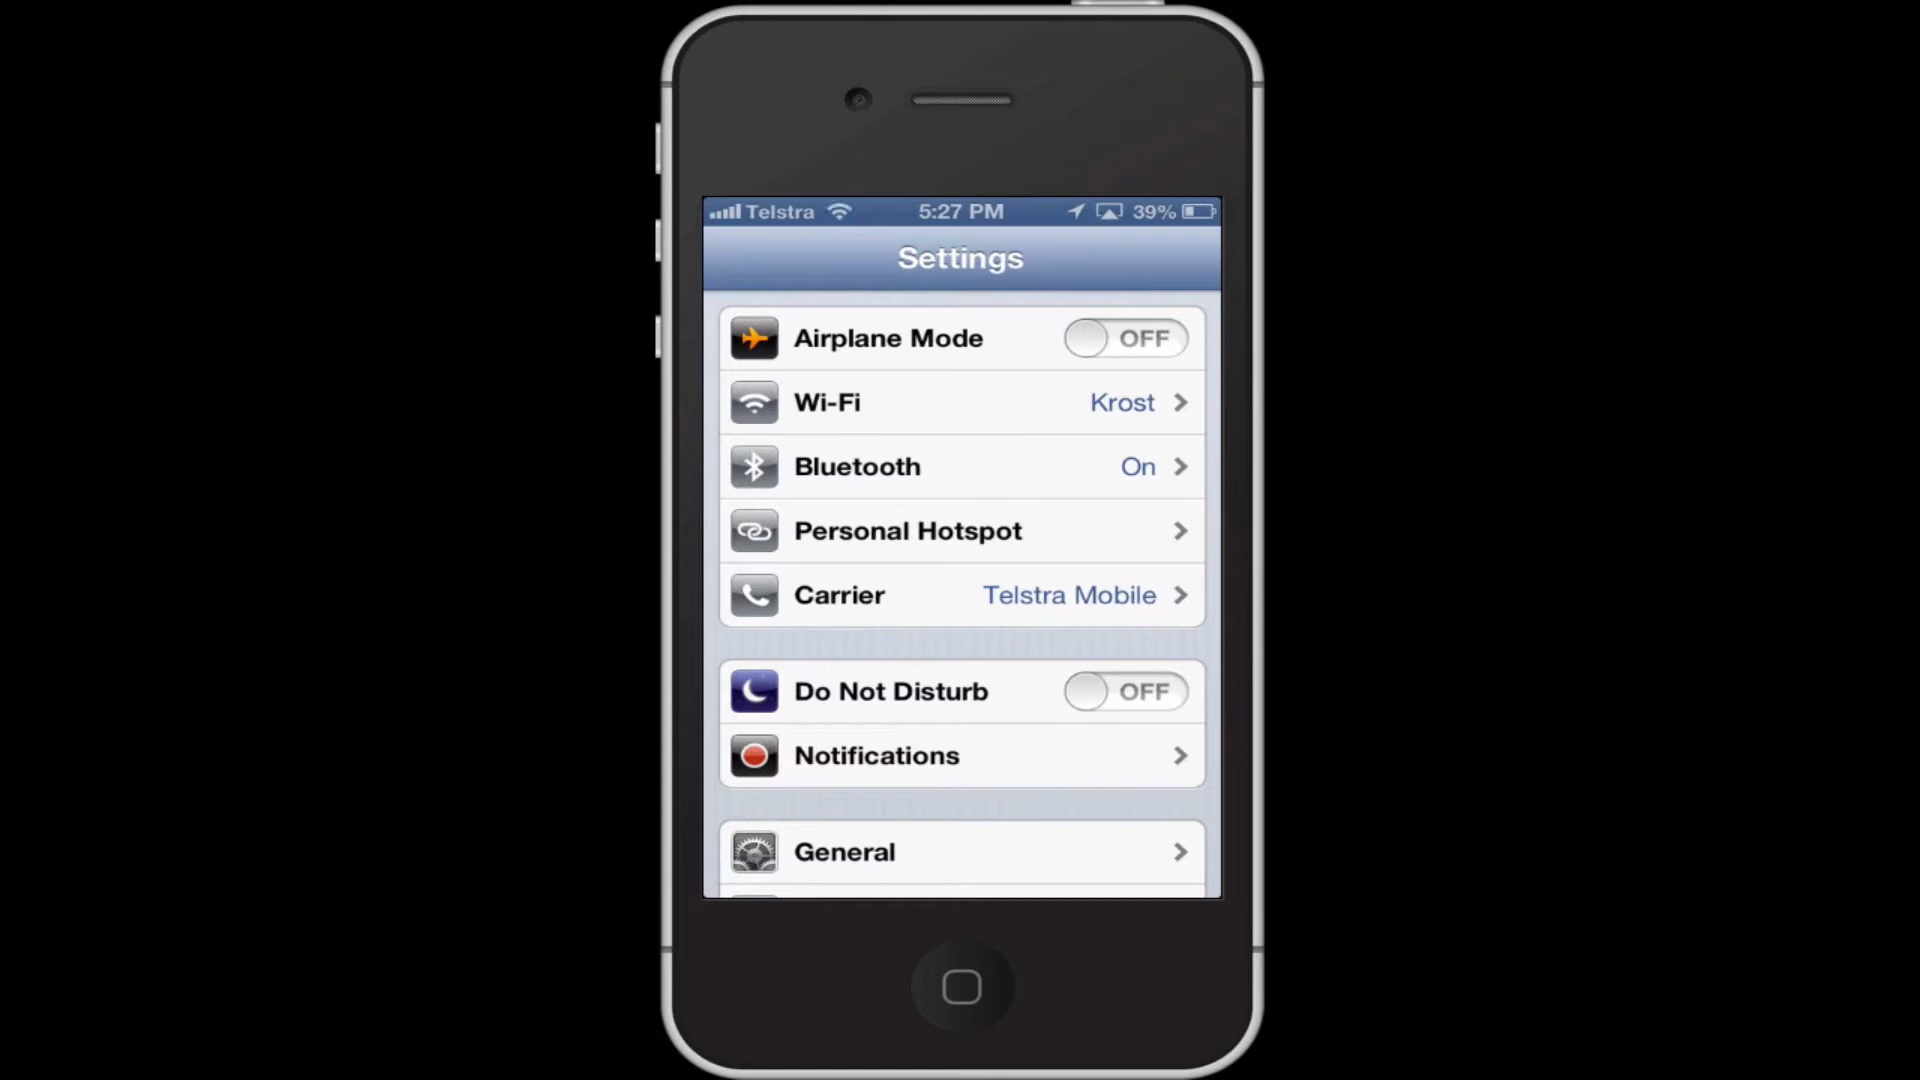 Telstra 5:27 PM 39%
Settings
Airplane Mode OFF
Wi-Fi Krost
Bluetooth On
Personal Hotspot
Carrier Telstra Mobile
Do Not Disturb OFF
Notifications
General